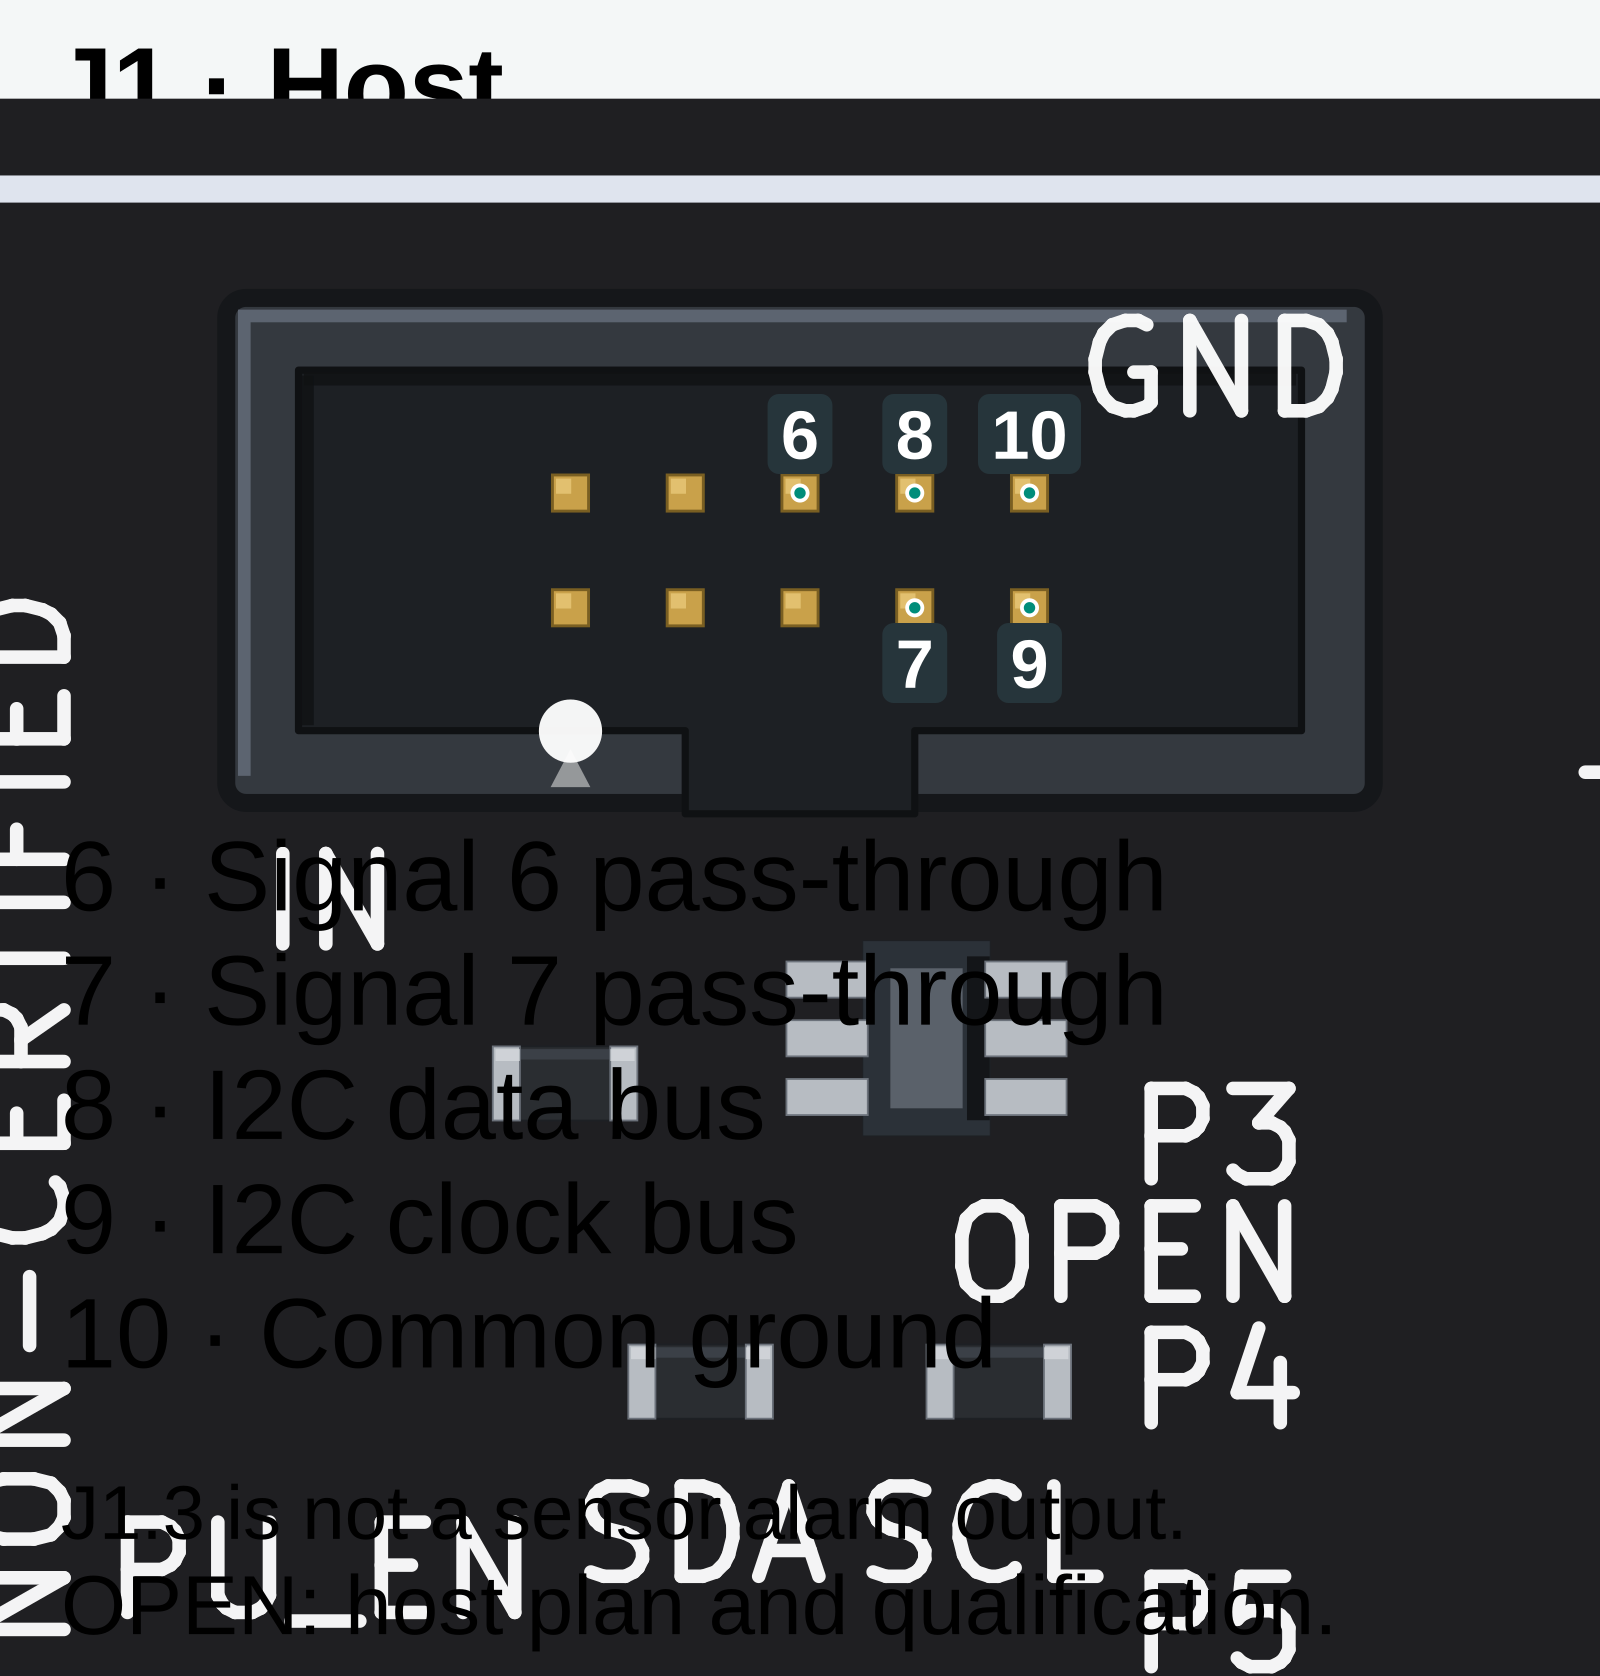 J1 · Host
GND
6 8 10
7 9
IN
6 · Signal 6 pass-through
7 · Signal 7 pass-through
8 · I2C data bus
9 · I2C clock bus
10 · Common ground
P3
OPEN
P4
SDA SCL
PU_EN
P5
J1.3 is not a sensor alarm output.
OPEN: host plan and qualification.
NON-CERTIFIED